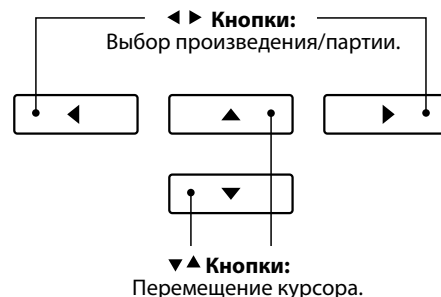 ◀ ▶ Кнопки:
Выбор произведения/партии.
◀
▲
▶
▼
▼▲ Кнопки:
Перемещение курсора.